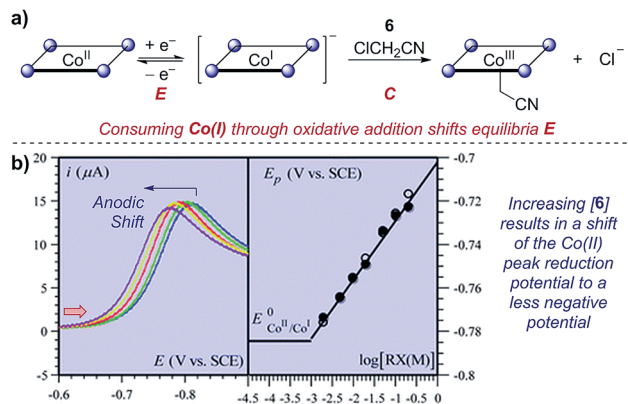 a)
6
Co^II + e⁻ Co^I ⁻ ClCH₂CN Co^III + Cl⁻
− e⁻
E C CN
Consuming Co(I) through oxidative addition shifts equilibria E
b)
20 i (μA) E_p (V vs. SCE) -0.7
Anodic
Shift
15 -0.72
10 -0.74
5 -0.76
E⁰ Co^II/Co^I
0 -0.78
E (V vs. SCE) log[RX(M)]
-5 -0.8
-0.6 -0.7 -0.8 -4.5 -4 -3.5 -3 -2.5 -2 -1.5 -1 -0.5 0
Increasing [6]
results in a shift
of the Co(II)
peak reduction
potential to a
less negative
potential